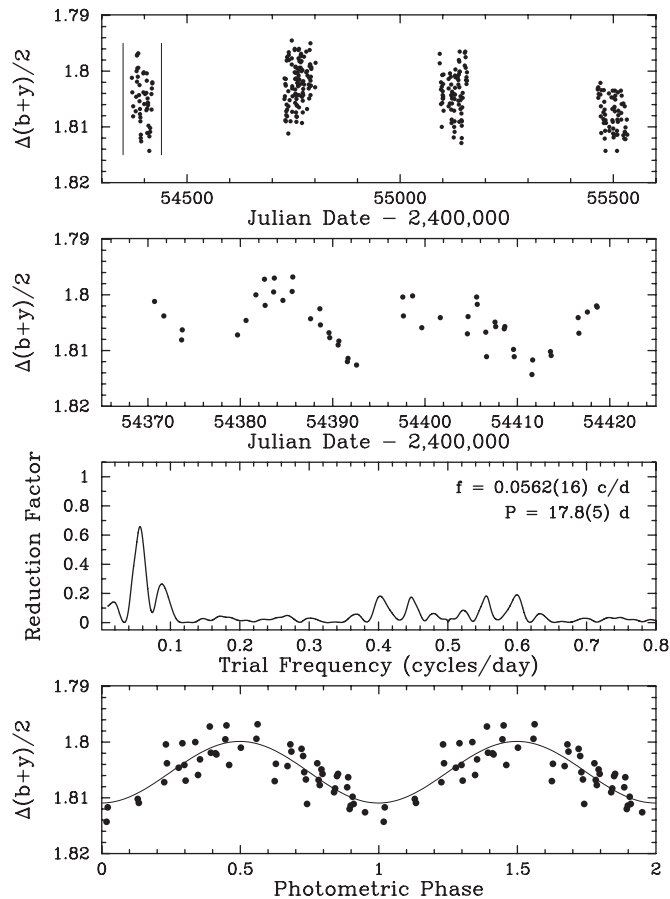 1.79
1.8
1.81
1.82
Δ(b+y)/2
54500 55000 55500
Julian Date − 2,400,000
1.79
1.8
1.81
1.82
Δ(b+y)/2
54370 54380 54390 54400 54410 54420
Julian Date − 2,400,000
1
0.8
0.6
0.4
0.2
0
Reduction Factor
f = 0.0562(16) c/d
P = 17.8(5) d
0.1 0.2 0.3 0.4 0.5 0.6 0.7 0.8
Trial Frequency (cycles/day)
1.79
1.8
1.81
1.82
Δ(b+y)/2
0 0.5 1 1.5 2
Photometric Phase